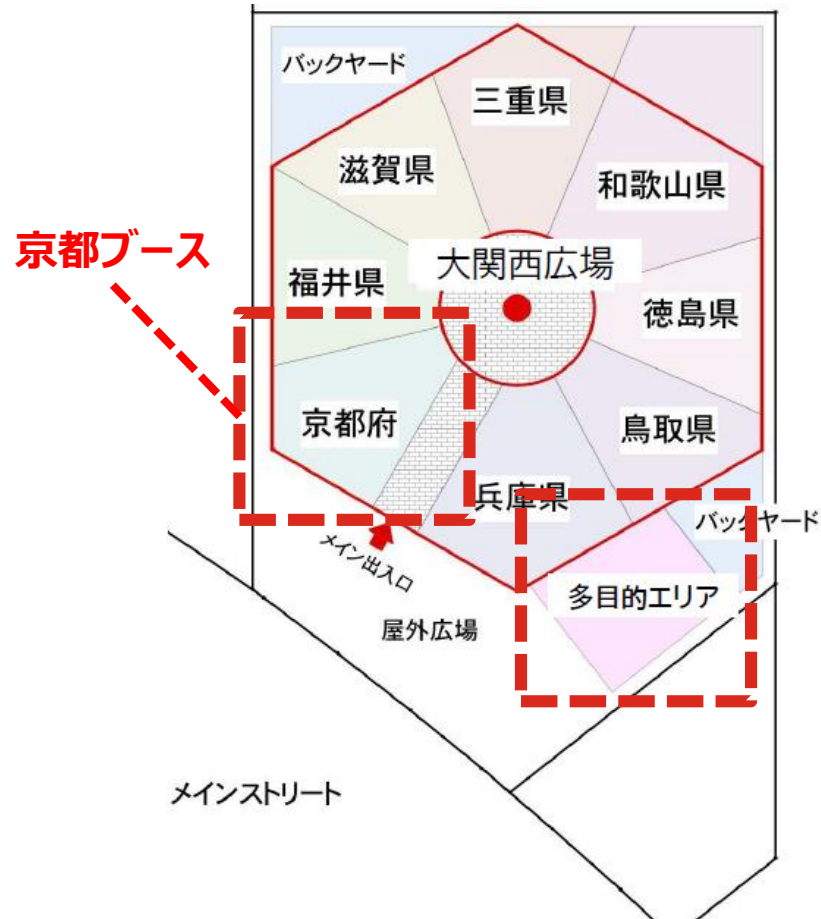 バックヤード
三重県
滋賀県
和歌山県
京都ブース
大関西広場
福井県
徳島県
京都府
鳥取県
兵庫県
バックヤード
メイン出入口
多目的エリア
屋外広場
メインストリート